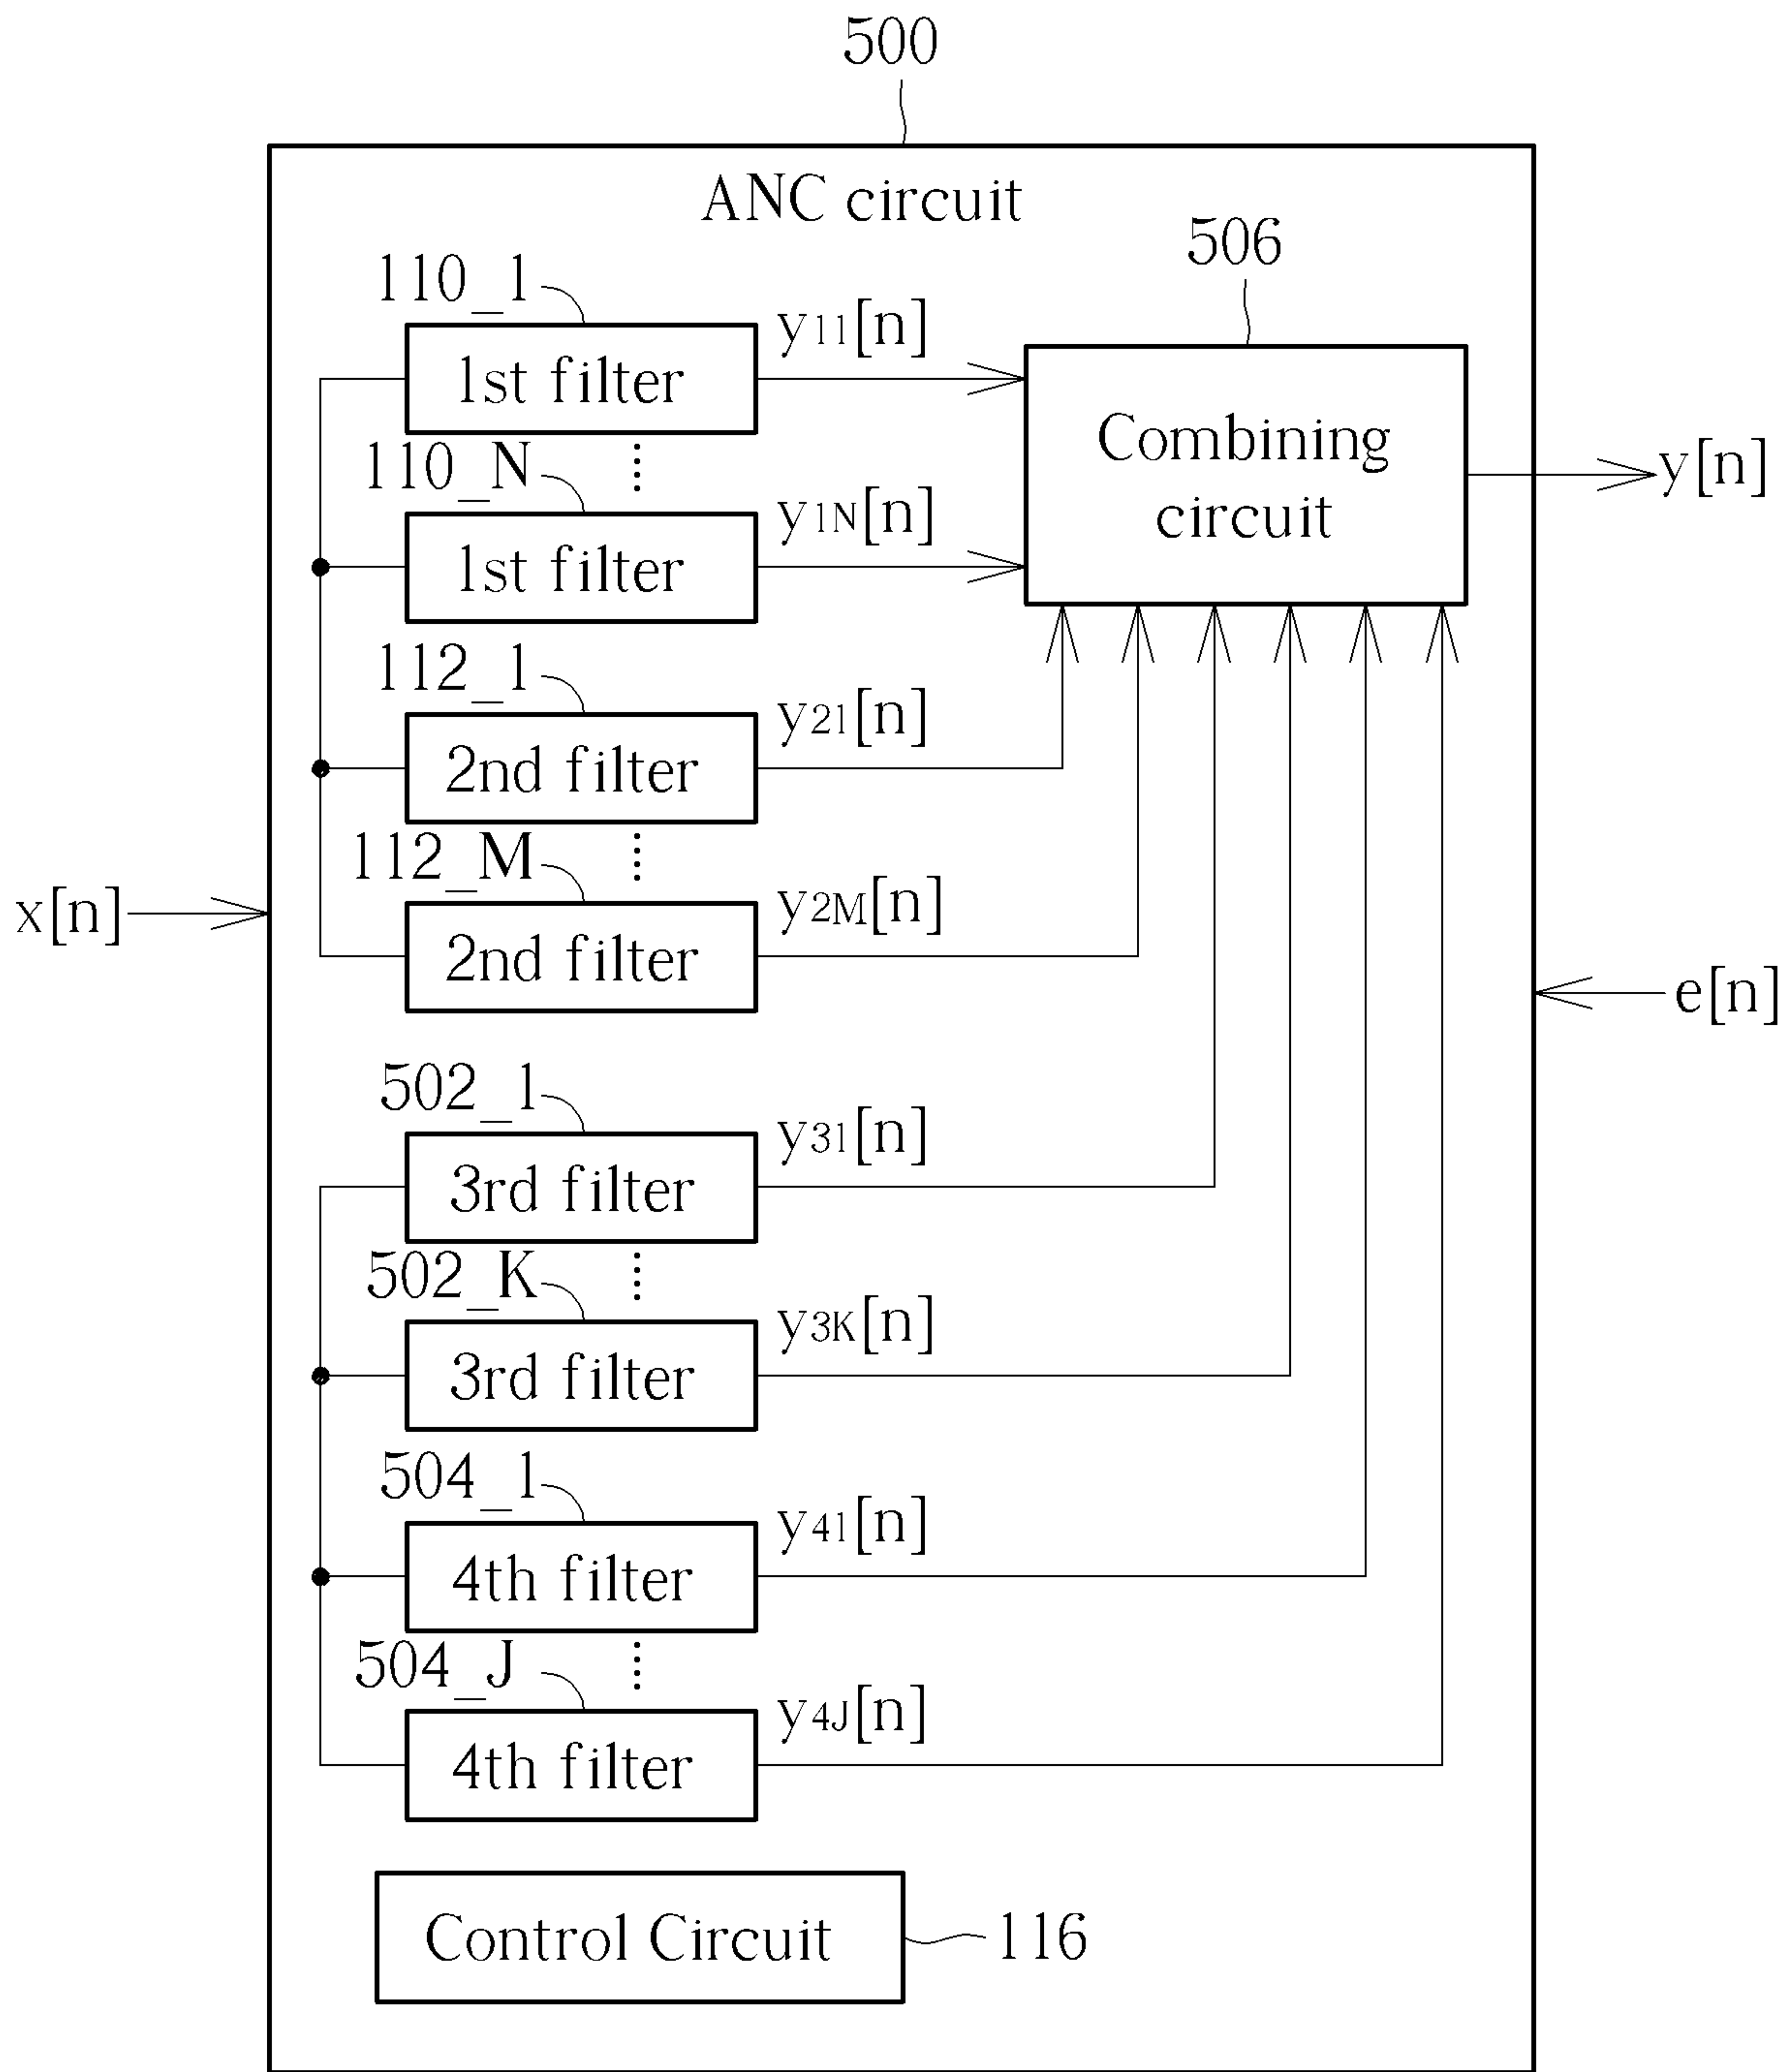 500
ANC circuit
506
110_1
y11[n]
1st filter
Combining
circuit
110_N
y1N[n]
1st filter
y[n]
112_1
y21[n]
2nd filter
112_M
y2M[n]
2nd filter
x[n]
e[n]
502_1
y31[n]
3rd filter
502_K
y3K[n]
3rd filter
504_1
y41[n]
4th filter
504_J
y4J[n]
4th filter
Control Circuit
116